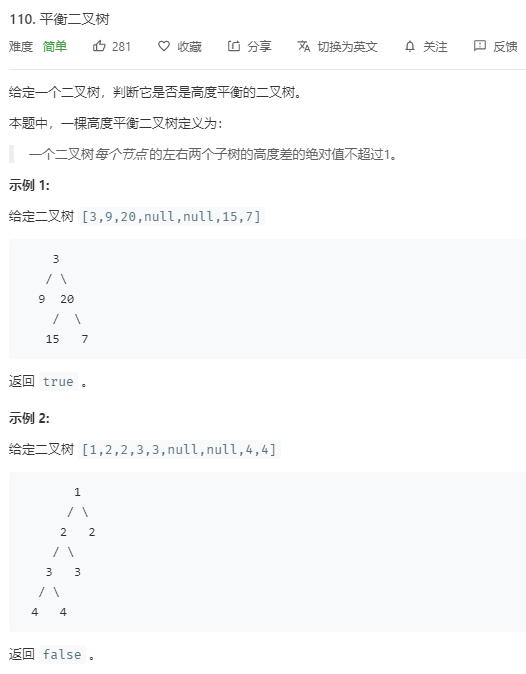 110. 平衡二叉树
难度 简单 281 收藏 分享 切换为英文 关注 反馈
给定一个二叉树，判断它是否是高度平衡的二叉树。
本题中，一棵高度平衡二叉树定义为：
一个二叉树每个节点 的左右两个子树的高度差的绝对值不超过1。
示例 1:
给定二叉树 [3,9,20,null,null,15,7]
3
/ \
9 20
/ \
15 7
返回 true 。
示例 2:
给定二叉树 [1,2,2,3,3,null,null,4,4]
1
/ \
2 2
/ \
3 3
/ \
4 4
返回 false 。